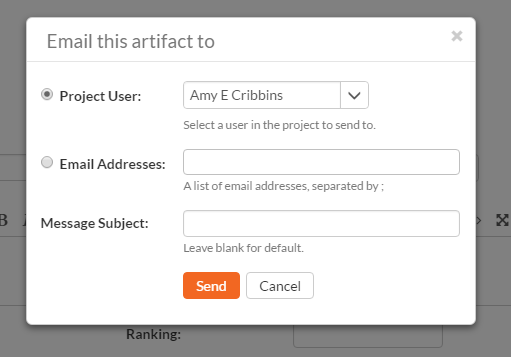 Email this artifact to
×
Project User:
Amy E Cribbins
Select a user in the project to send to.
Email Addresses:
A list of email addresses, separated by ;
Message Subject:
Leave blank for default.
Send Cancel
B
Ranking: